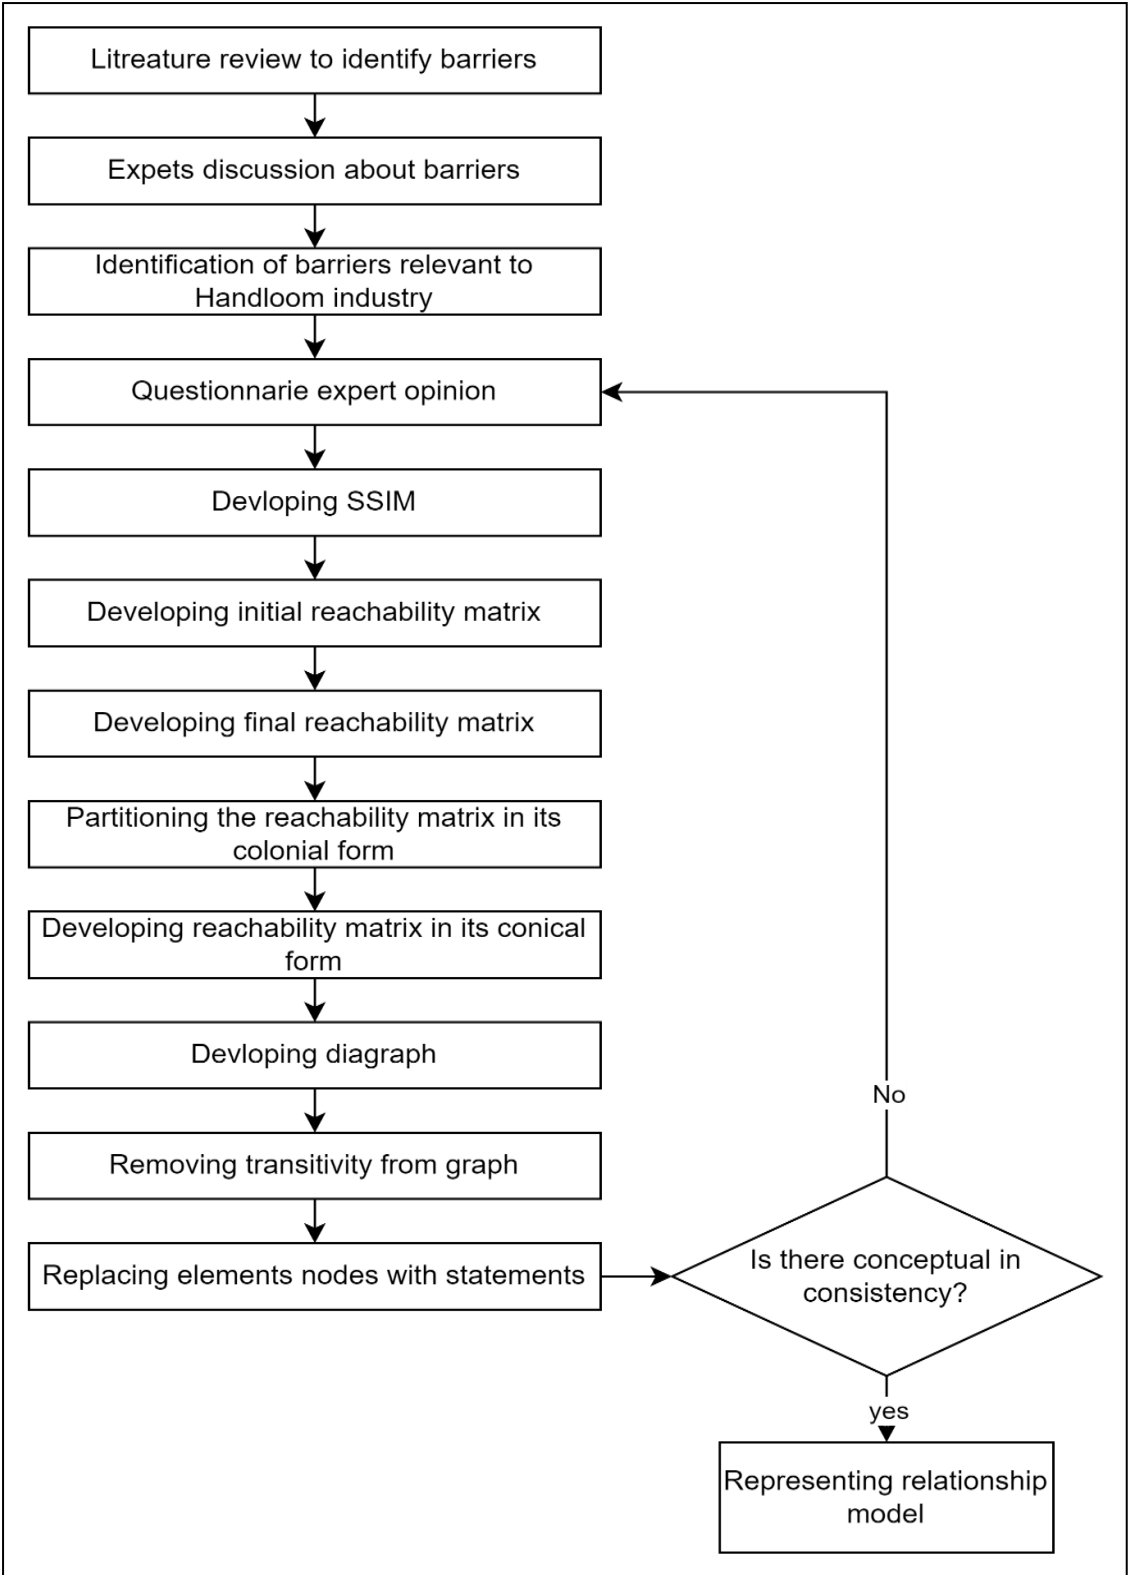 Litreature review to identify barriers
Expets discussion about barriers
Identification of barriers relevant to
Handloom industry
Questionnarie expert opinion
Devloping SSIM
Developing initial reachability matrix
Developing final reachability matrix
Partitioning the reachability matrix in its
colonial form
Developing reachability matrix in its conical
form
Devloping diagraph
Removing transitivity from graph
Replacing elements nodes with statements
No
Is there conceptual in
consistency?
yes
Representing relationship
model